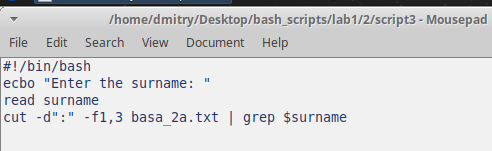 /home/dmitry/Desktop/bash_scripts/lab1/2/script3 - Mousepad
File Edit Search View Document Help
#!/bin/bash
ecbo "Enter the surname: "
read surname
cut -d":" -f1,3 basa_2a.txt | grep $surname